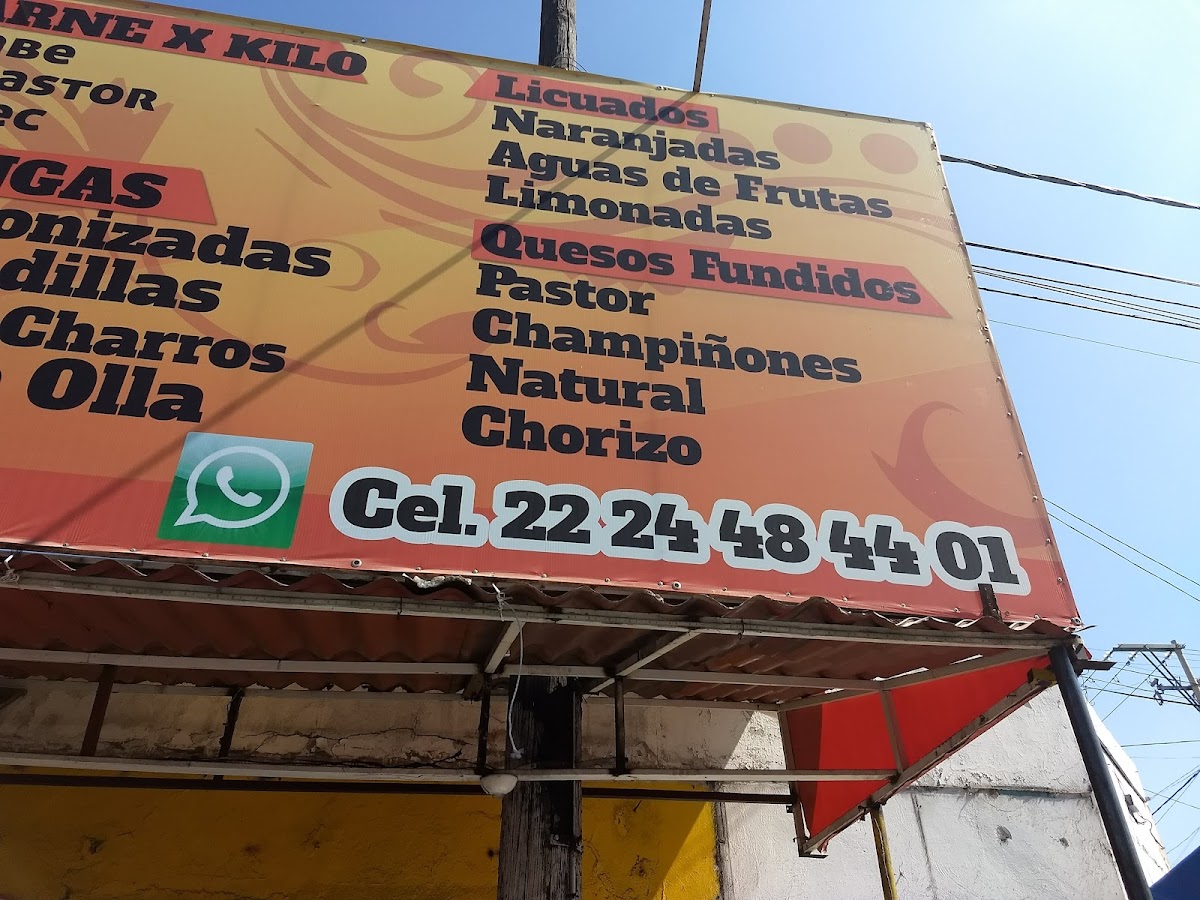 ARNE X KILO
ASTOR
NGAS
onizadas
dillas
Charros
Olla
Licuados
Naranjadas
Aguas de Frutas
Limonadas
Quesos Fundidos
Pastor
Champiñones
Natural
Chorizo
Cel. 22 24 48 44 01